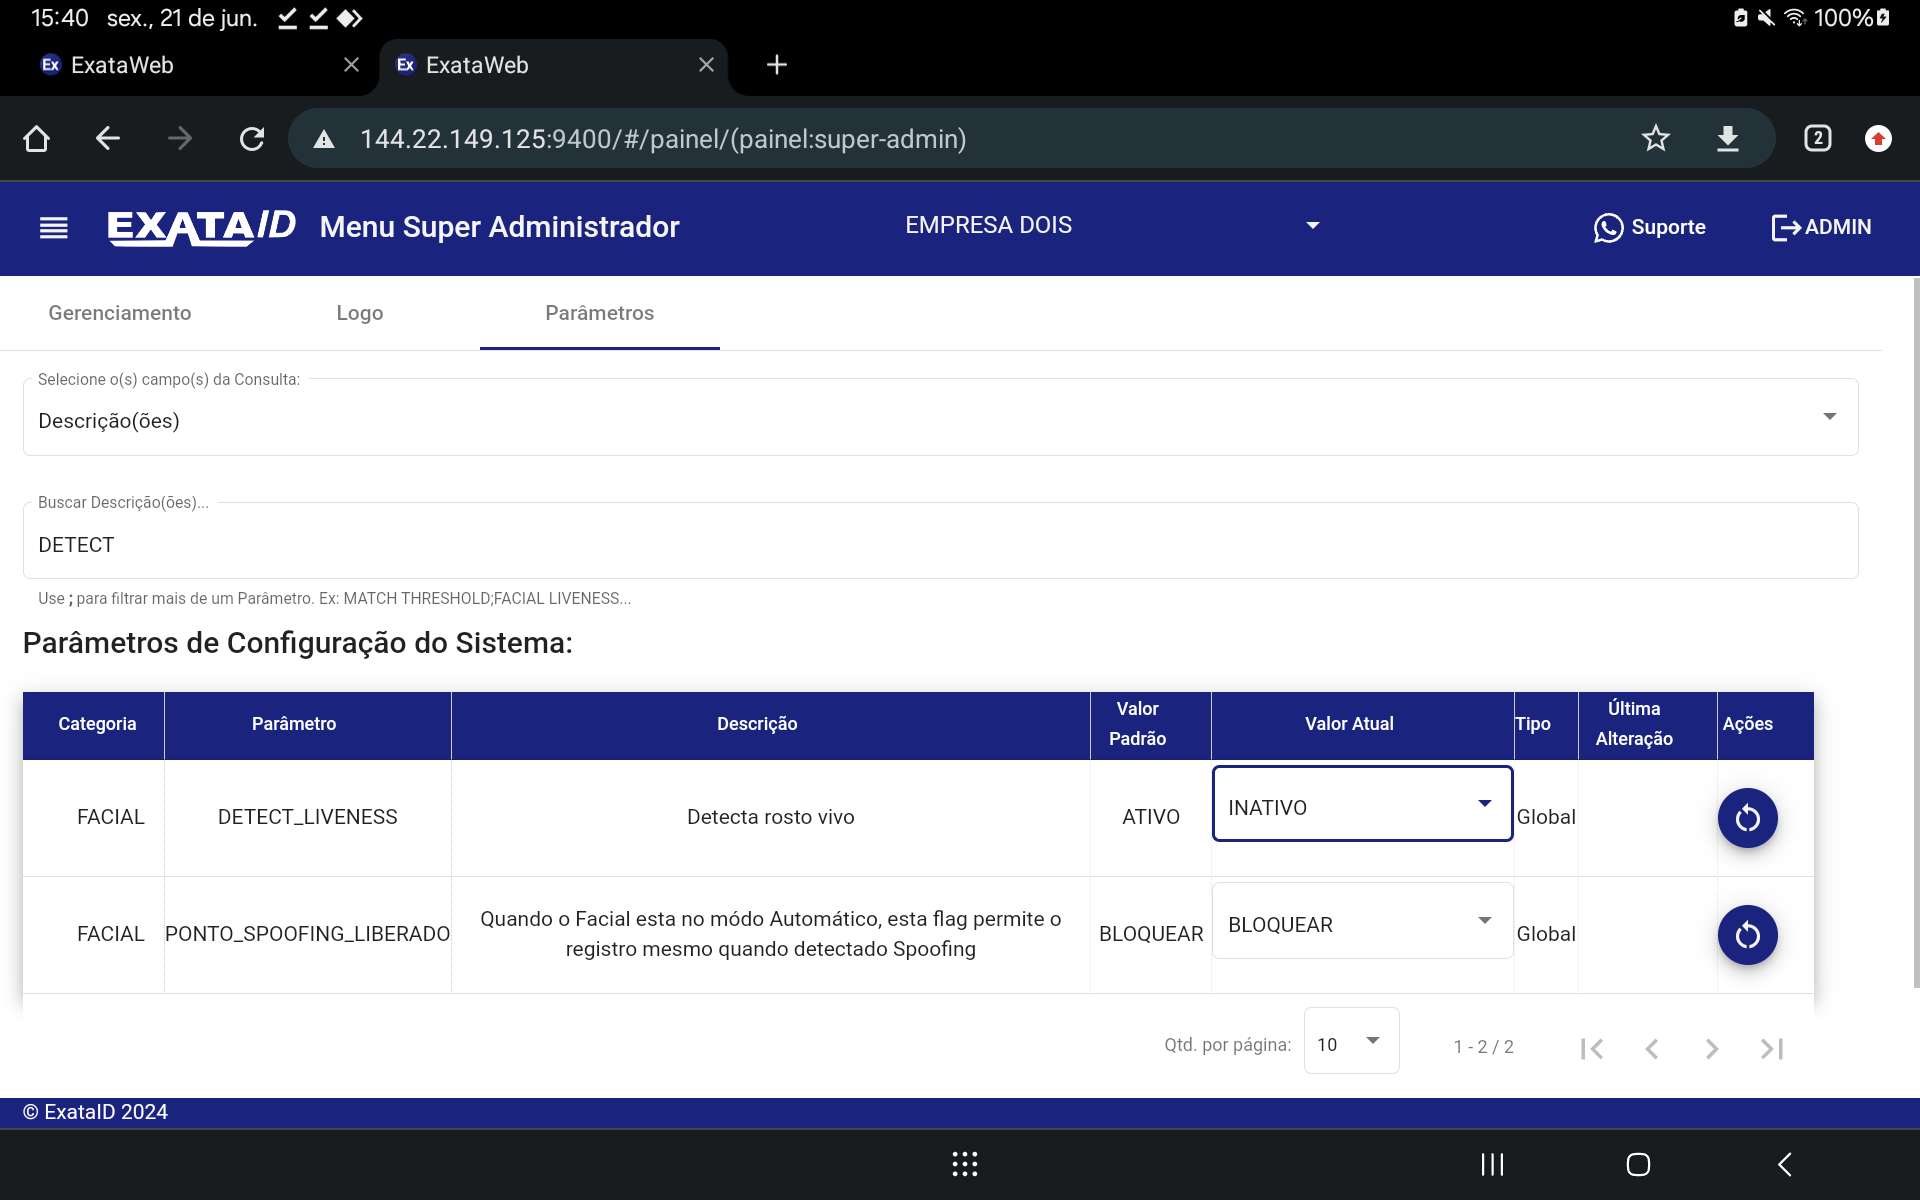 15:40 sex., 21 de jun.
100%
Ex ExataWeb
Ex ExataWeb
144.22.149.125:9400/#/painel/(painel:super-admin)
2
EXATAID Menu Super Administrador
EMPRESA DOIS
Suporte
ADMIN
Gerenciamento
Logo
Parâmetros
Selecione o(s) campo(s) da Consulta:
Descrição(ões)
Buscar Descrição(ões)...
DETECT
Use ; para filtrar mais de um Parâmetro. Ex: MATCH THRESHOLD;FACIAL LIVENESS...
Parâmetros de Configuração do Sistema:
Categoria
Parâmetro
Descrição
Valor
Padrão
Valor Atual
Tipo
Última
Alteração
Ações
FACIAL
DETECT_LIVENESS
Detecta rosto vivo
ATIVO
INATIVO
Global
FACIAL
PONTO_SPOOFING_LIBERADO
Quando o Facial esta no módo Automático, esta flag permite o
registro mesmo quando detectado Spoofing
BLOQUEAR
BLOQUEAR
Global
Qtd. por página:
10
1 - 2 / 2
© ExataID 2024